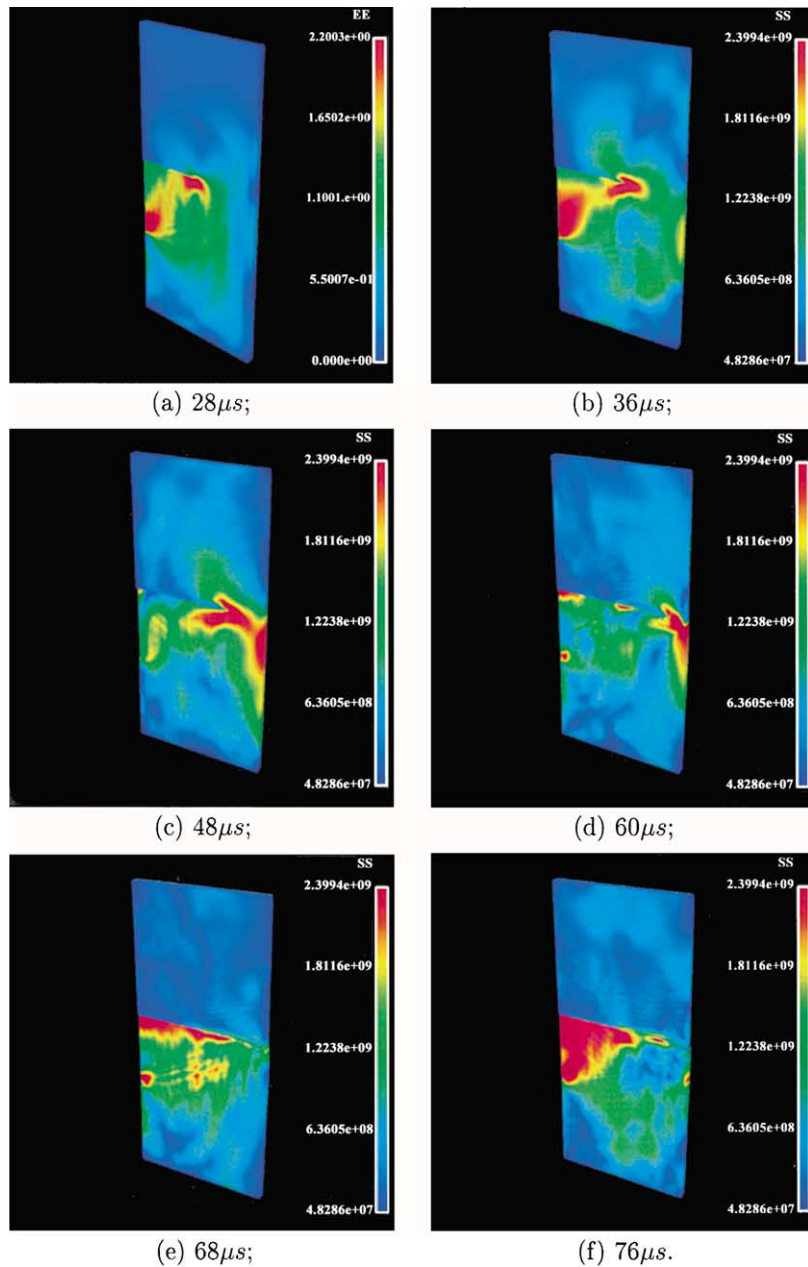 EE
2.2003e+00
1.6502e+00
1.1001.e+00
5.5007e-01
0.000e+00
(a) 28μs;
SS
2.3994e+09
1.8116e+09
1.2239e+09
6.3605e+08
4.8286e+07
(b) 36μs;
SS
2.3994e+09
1.8116e+09
1.2239e+09
6.3605e+08
4.8286e+07
(c) 48μs;
SS
2.3994e+09
1.8116e+09
1.2239e+09
6.3605e+08
4.8286e+07
(d) 60μs;
SS
2.3994e+09
1.8116e+09
1.2238e+09
6.3605e+08
4.8286e+07
(e) 68μs;
SS
2.3994e+09
1.8116e+09
1.2238e+09
6.3605e+08
4.8286e+07
(f) 76μs.